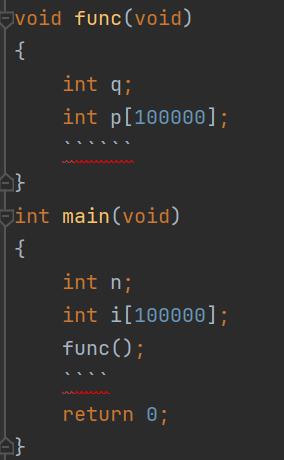 void func(void)
{
    int q;
    int p[100000];
    ``````
}
int main(void)
{
    int n;
    int i[100000];
    func();
    ````
    return 0;
}